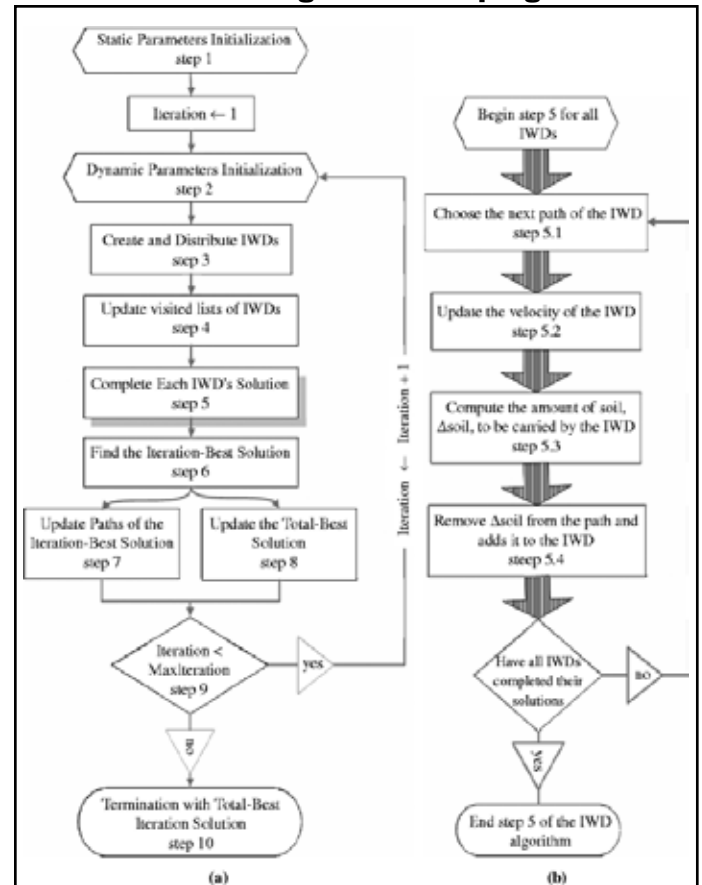 Static Parameters Initialization
step 1
Iteration ← 1
Dynamic Parameters Initialization
step 2
Create and Distribute IWDs
step 3
Update visited lists of IWDs
step 4
Complete Each IWD's Solution
step 5
Find the Iteration-Best Solution
step 6
Update Paths of the
Iteration-Best Solution
step 7
Update the Total-Best
Solution
step 8
Iteration <
MaxIteration
step 9
yes
Iteration ← Iteration + 1
no
Termination with Total-Best
Iteration Solution
step 10
(a)
Begin step 5 for all
IWDs
Choose the next path of the IWD
step 5.1
Update the velocity of the IWD
step 5.2
Compute the amount of soil,
Δsoil, to be carried by the IWD
step 5.3
Remove Δsoil from the path and
adds it to the IWD
steep 5.4
Have all IWDs
completed their
solutions
no
yes
End step 5 of the IWD
algorithm
(b)